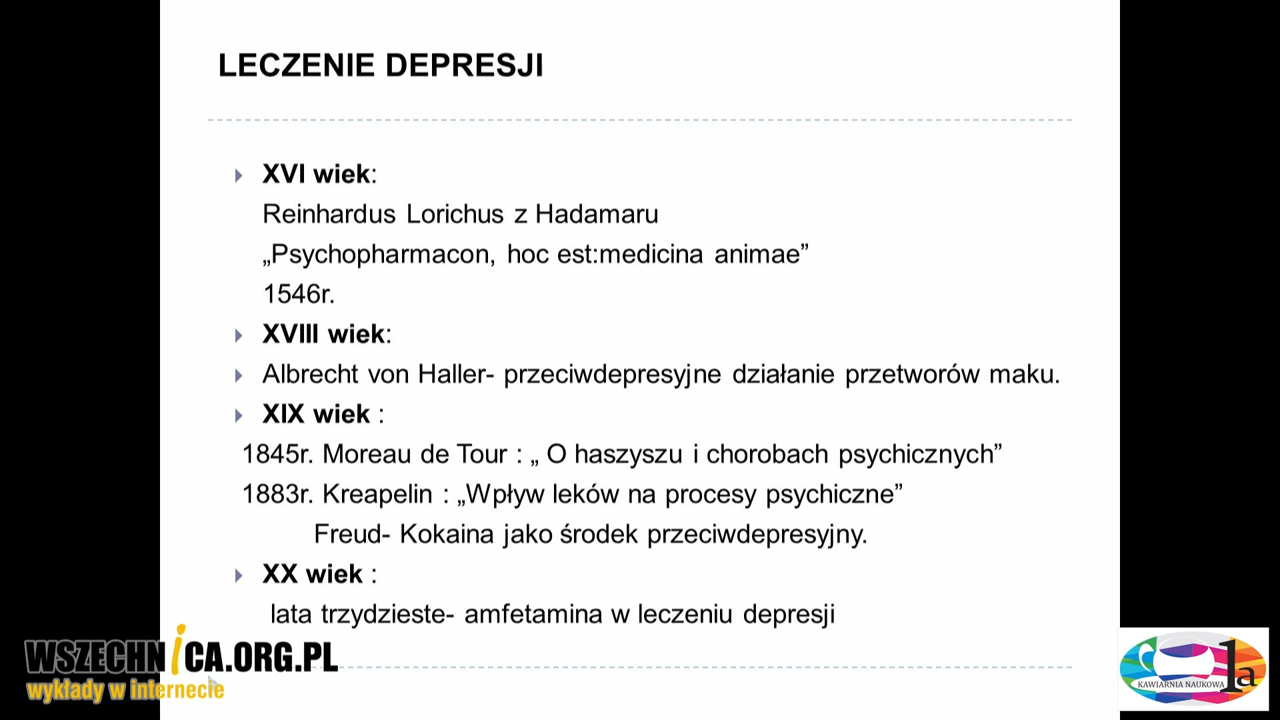 LECZENIE DEPRESJI
XVI wiek:
Reinhardus Lorichus z Hadamaru
„Psychopharmacon, hoc est:medicina animae”
1546r.
XVIII wiek:
Albrecht von Haller- przeciwdepresyjne działanie przetworów maku.
XIX wiek :
1845r. Moreau de Tour : „ O haszyszu i chorobach psychicznych”
1883r. Kreapelin : „Wpływ leków na procesy psychiczne”
Freud- Kokaina jako środek przeciwdepresyjny.
XX wiek :
lata trzydzieste- amfetamina w leczeniu depresji
WSZECHNiCA.ORG.PL
wykłady w internecie
KAWIARNIA NAUKOWA 1a